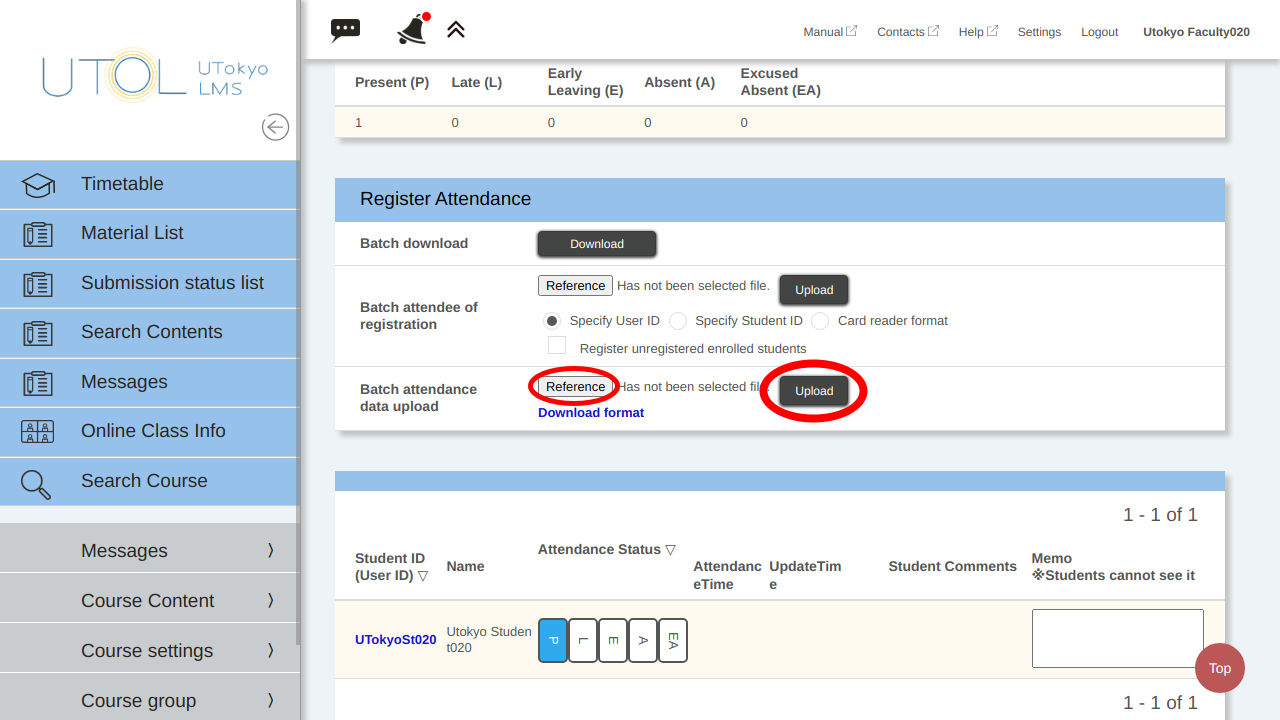 UTOL UTokyo LMS
Manual Contacts Help Settings Logout Utokyo Faculty020
Timetable
Material List
Submission status list
Search Contents
Messages
Online Class Info
Search Course
Messages 〉
Course Content 〉
Course settings 〉
Course group 〉
Present (P) Late (L) Early Leaving (E) Absent (A) Excused Absent (EA)
1 0 0 0 0
Register Attendance
Batch download Download
Batch attendee of registration
Reference Has not been selected file. Upload
Specify User ID Specify Student ID Card reader format
Register unregistered enrolled students
Batch attendance data upload
Reference Has not been selected file. Upload
Download format
1 - 1 of 1
Student ID (User ID) ▽ Name Attendance Status ▽ AttendanceTime UpdateTime Student Comments Memo ※Students cannot see it
UTokyoSt020 Utokyo Student020 P L E A EA
Top
1 - 1 of 1